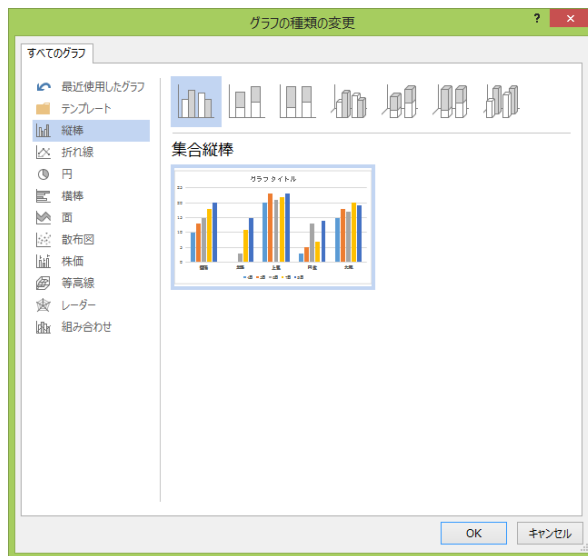 グラフの種類の変更
?
すべてのグラフ
最近使用したグラフ
テンプレート
縦棒
折れ線
円
横棒
面
散布図
株価
等高線
レーダー
組み合わせ
集合縦棒
グラフ タイトル
OK
キャンセル